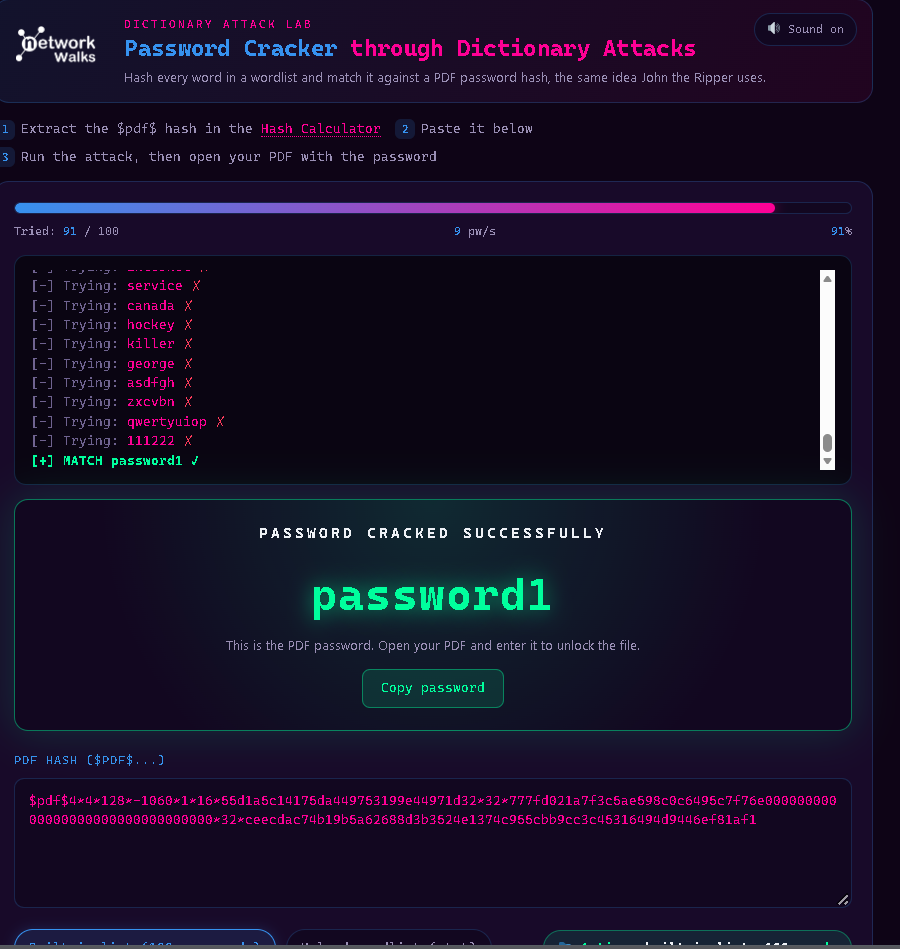 network
Walks
DICTIONARY ATTACK LAB
Password Cracker through Dictionary Attacks
Hash every word in a wordlist and match it against a PDF password hash, the same idea John the Ripper uses.
Sound on
1 Extract the $pdf$ hash in the Hash Calculator 2 Paste it below
3 Run the attack, then open your PDF with the password
Tried: 91 / 100
9 pw/s
91%
[-] Trying: service ✗
[-] Trying: canada ✗
[-] Trying: hockey ✗
[-] Trying: killer ✗
[-] Trying: george ✗
[-] Trying: asdfgh ✗
[-] Trying: zxcvbn ✗
[-] Trying: qwertyuiop ✗
[-] Trying: 111222 ✗
[+] MATCH password1 ✓
PASSWORD CRACKED SUCCESSFULLY
password1
This is the PDF password. Open your PDF and enter it to unlock the file.
Copy password
PDF HASH ($PDF$...)
$pdf$4*4*128*-1060*1*16*55d1a5c14175da449753199e44971d32*32*777fd021a7f3c5ae598c0c6495c7f76e000000000
00000000000000000000000*32*ceecdac74b19b5a62688d3b3524e1374c955cbb9cc3c45316494d9446ef81af1